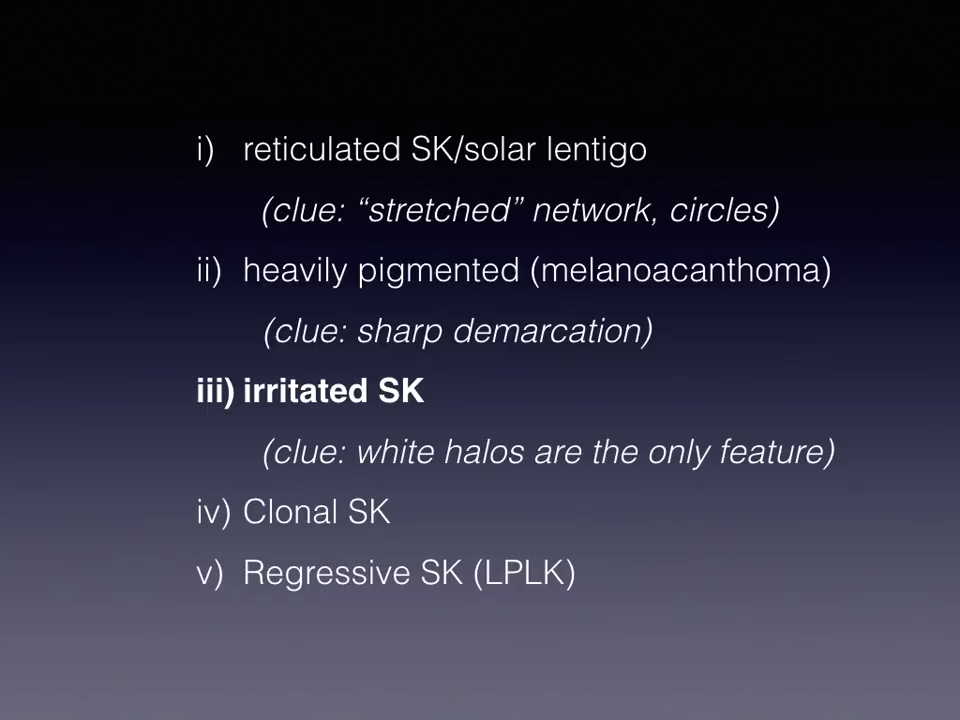 i) reticulated SK/solar lentigo
(clue: “stretched” network, circles)
ii) heavily pigmented (melanoacanthoma)
(clue: sharp demarcation)
iii) irritated SK
(clue: white halos are the only feature)
iv) Clonal SK
v) Regressive SK (LPLK)